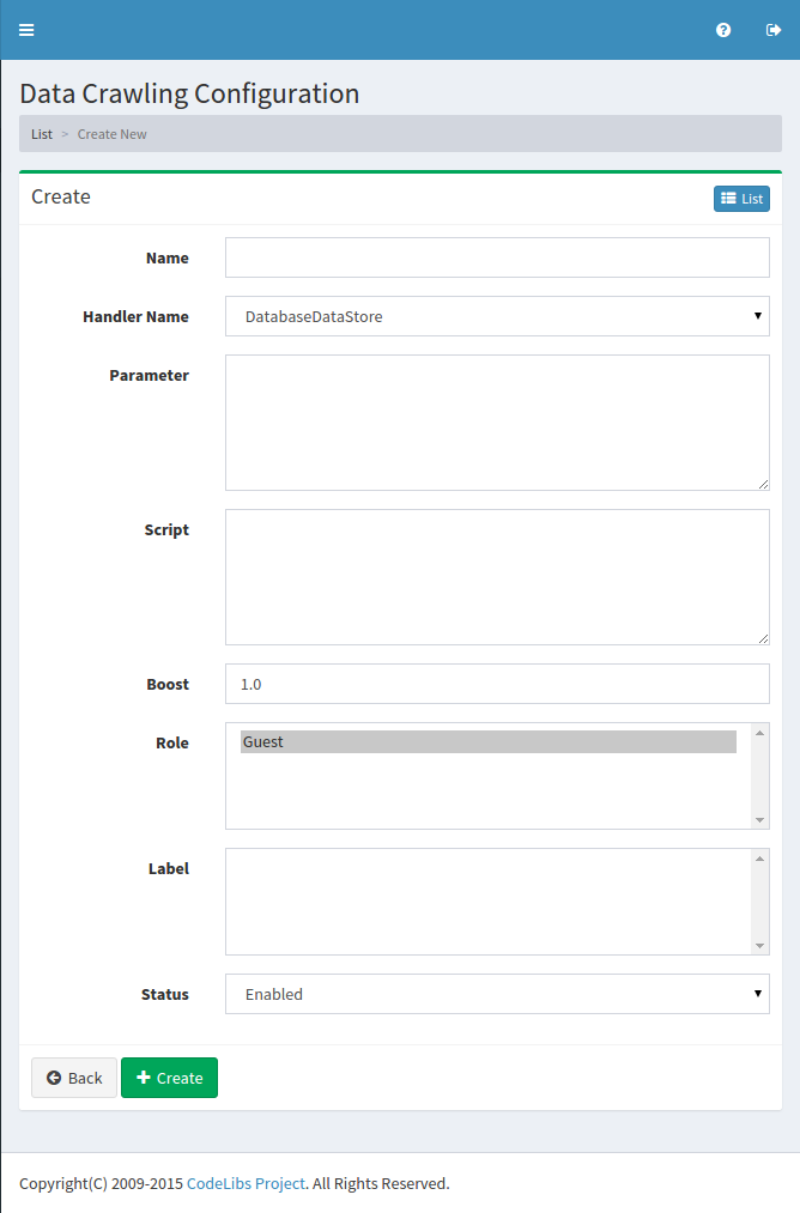 Data Crawling Configuration
List > Create New
Create
List
Name
Handler Name
DatabaseDataStore
Parameter
Script
Boost
1.0
Role
Guest
Label
Status
Enabled
Back
Create
Copyright(C) 2009-2015 CodeLibs Project. All Rights Reserved.